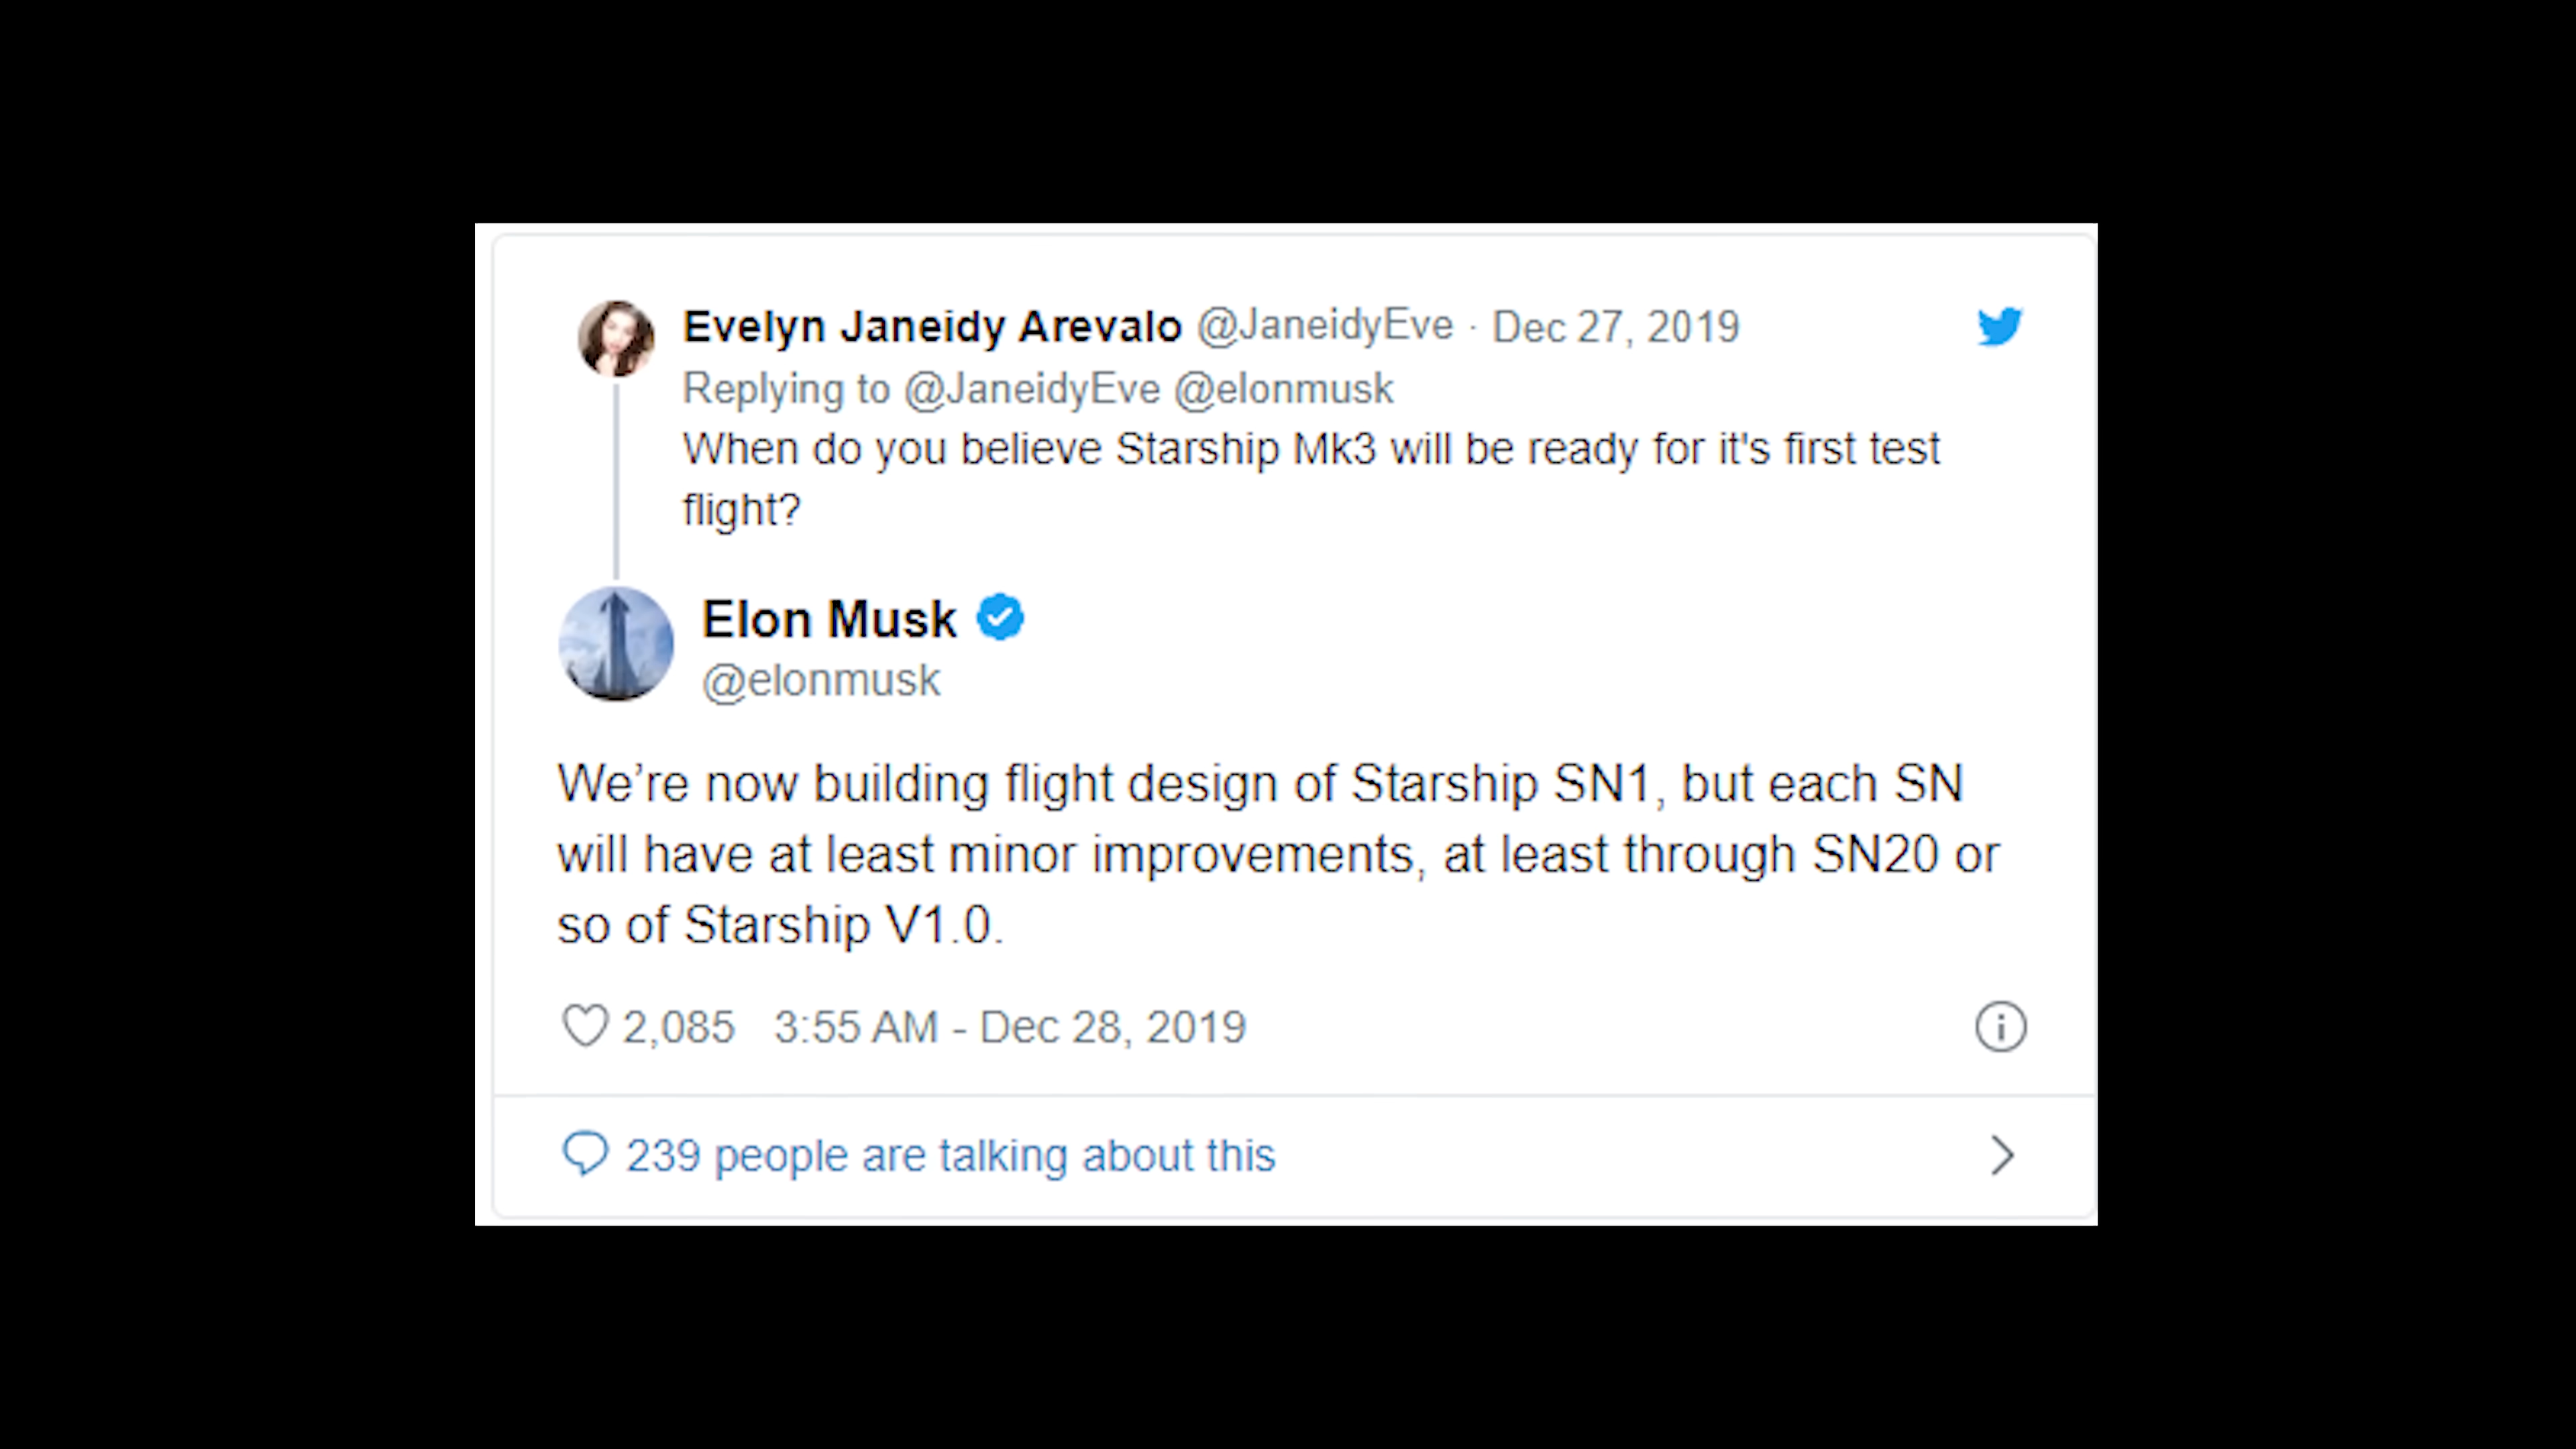 Evelyn Janeidy Arevalo @JaneidyEve · Dec 27, 2019
Replying to @JaneidyEve @elonmusk
When do you believe Starship Mk3 will be ready for it's first test
flight?
Elon Musk
@elonmusk
We’re now building flight design of Starship SN1, but each SN
will have at least minor improvements, at least through SN20 or
so of Starship V1.0.
2,085 3:55 AM - Dec 28, 2019
239 people are talking about this